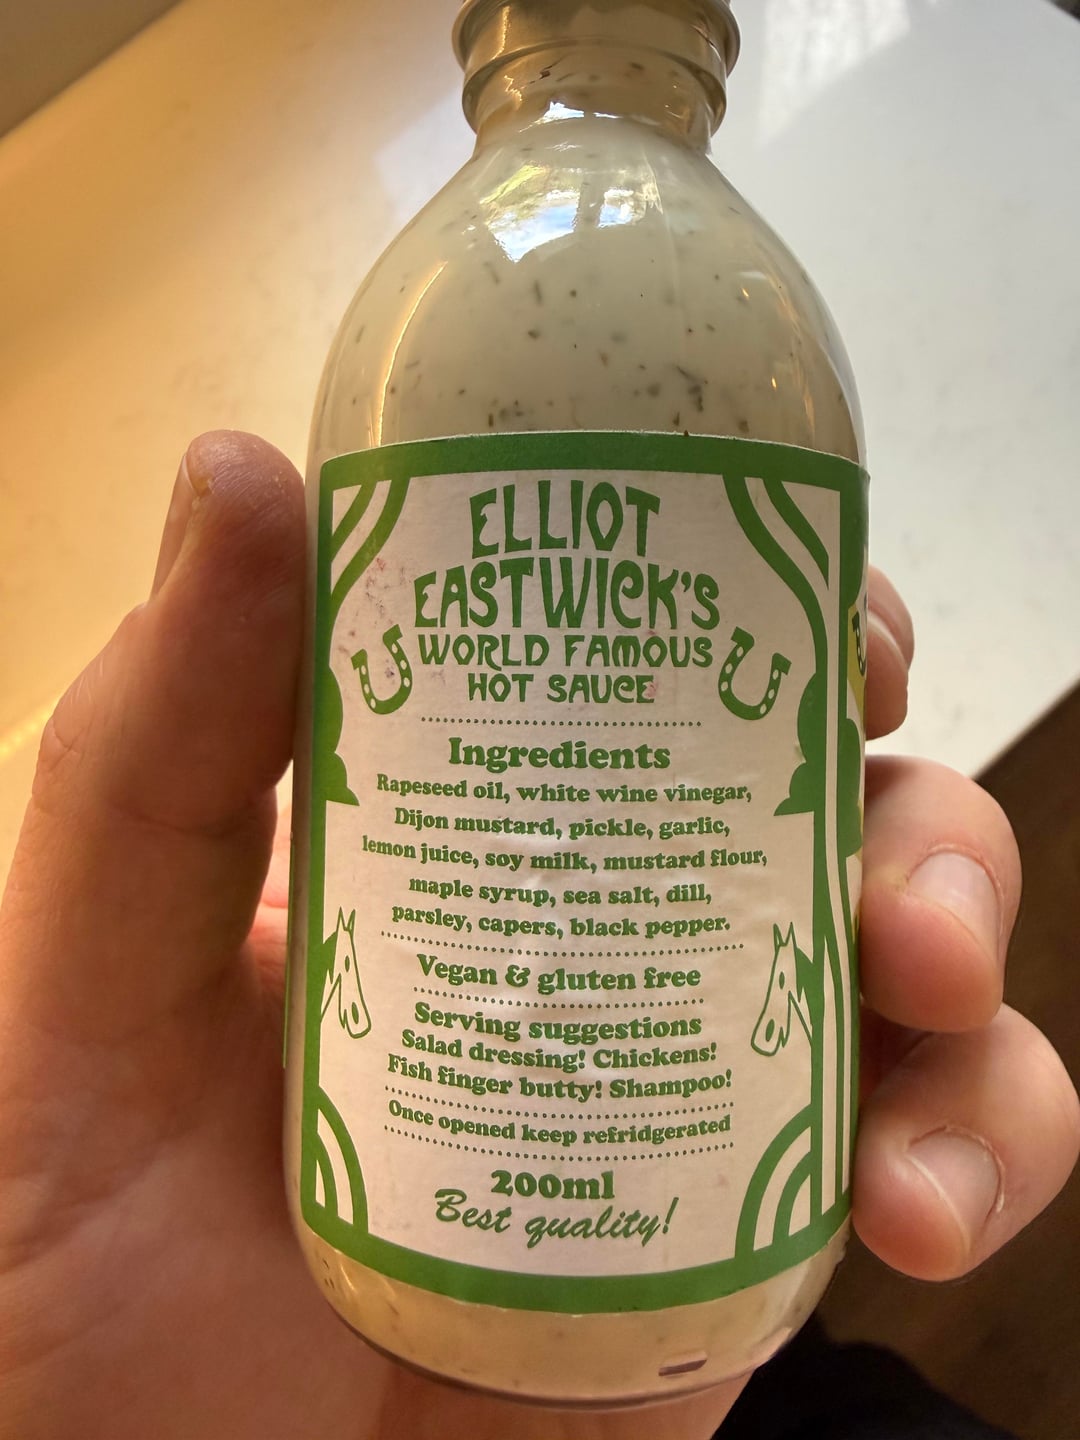 ELLIOT
EASTWICK'S
WORLD FAMOUS
HOT SAUCE
Ingredients
Rapeseed oil, white wine vinegar,
Dijon mustard, pickle, garlic,
lemon juice, soy milk, mustard flour,
maple syrup, sea salt, dill,
parsley, capers, black pepper.
Vegan & gluten free
Serving suggestions
Salad dressing! Chickens!
Fish finger butty! Shampoo!
Once opened keep refridgerated
200ml
Best quality!